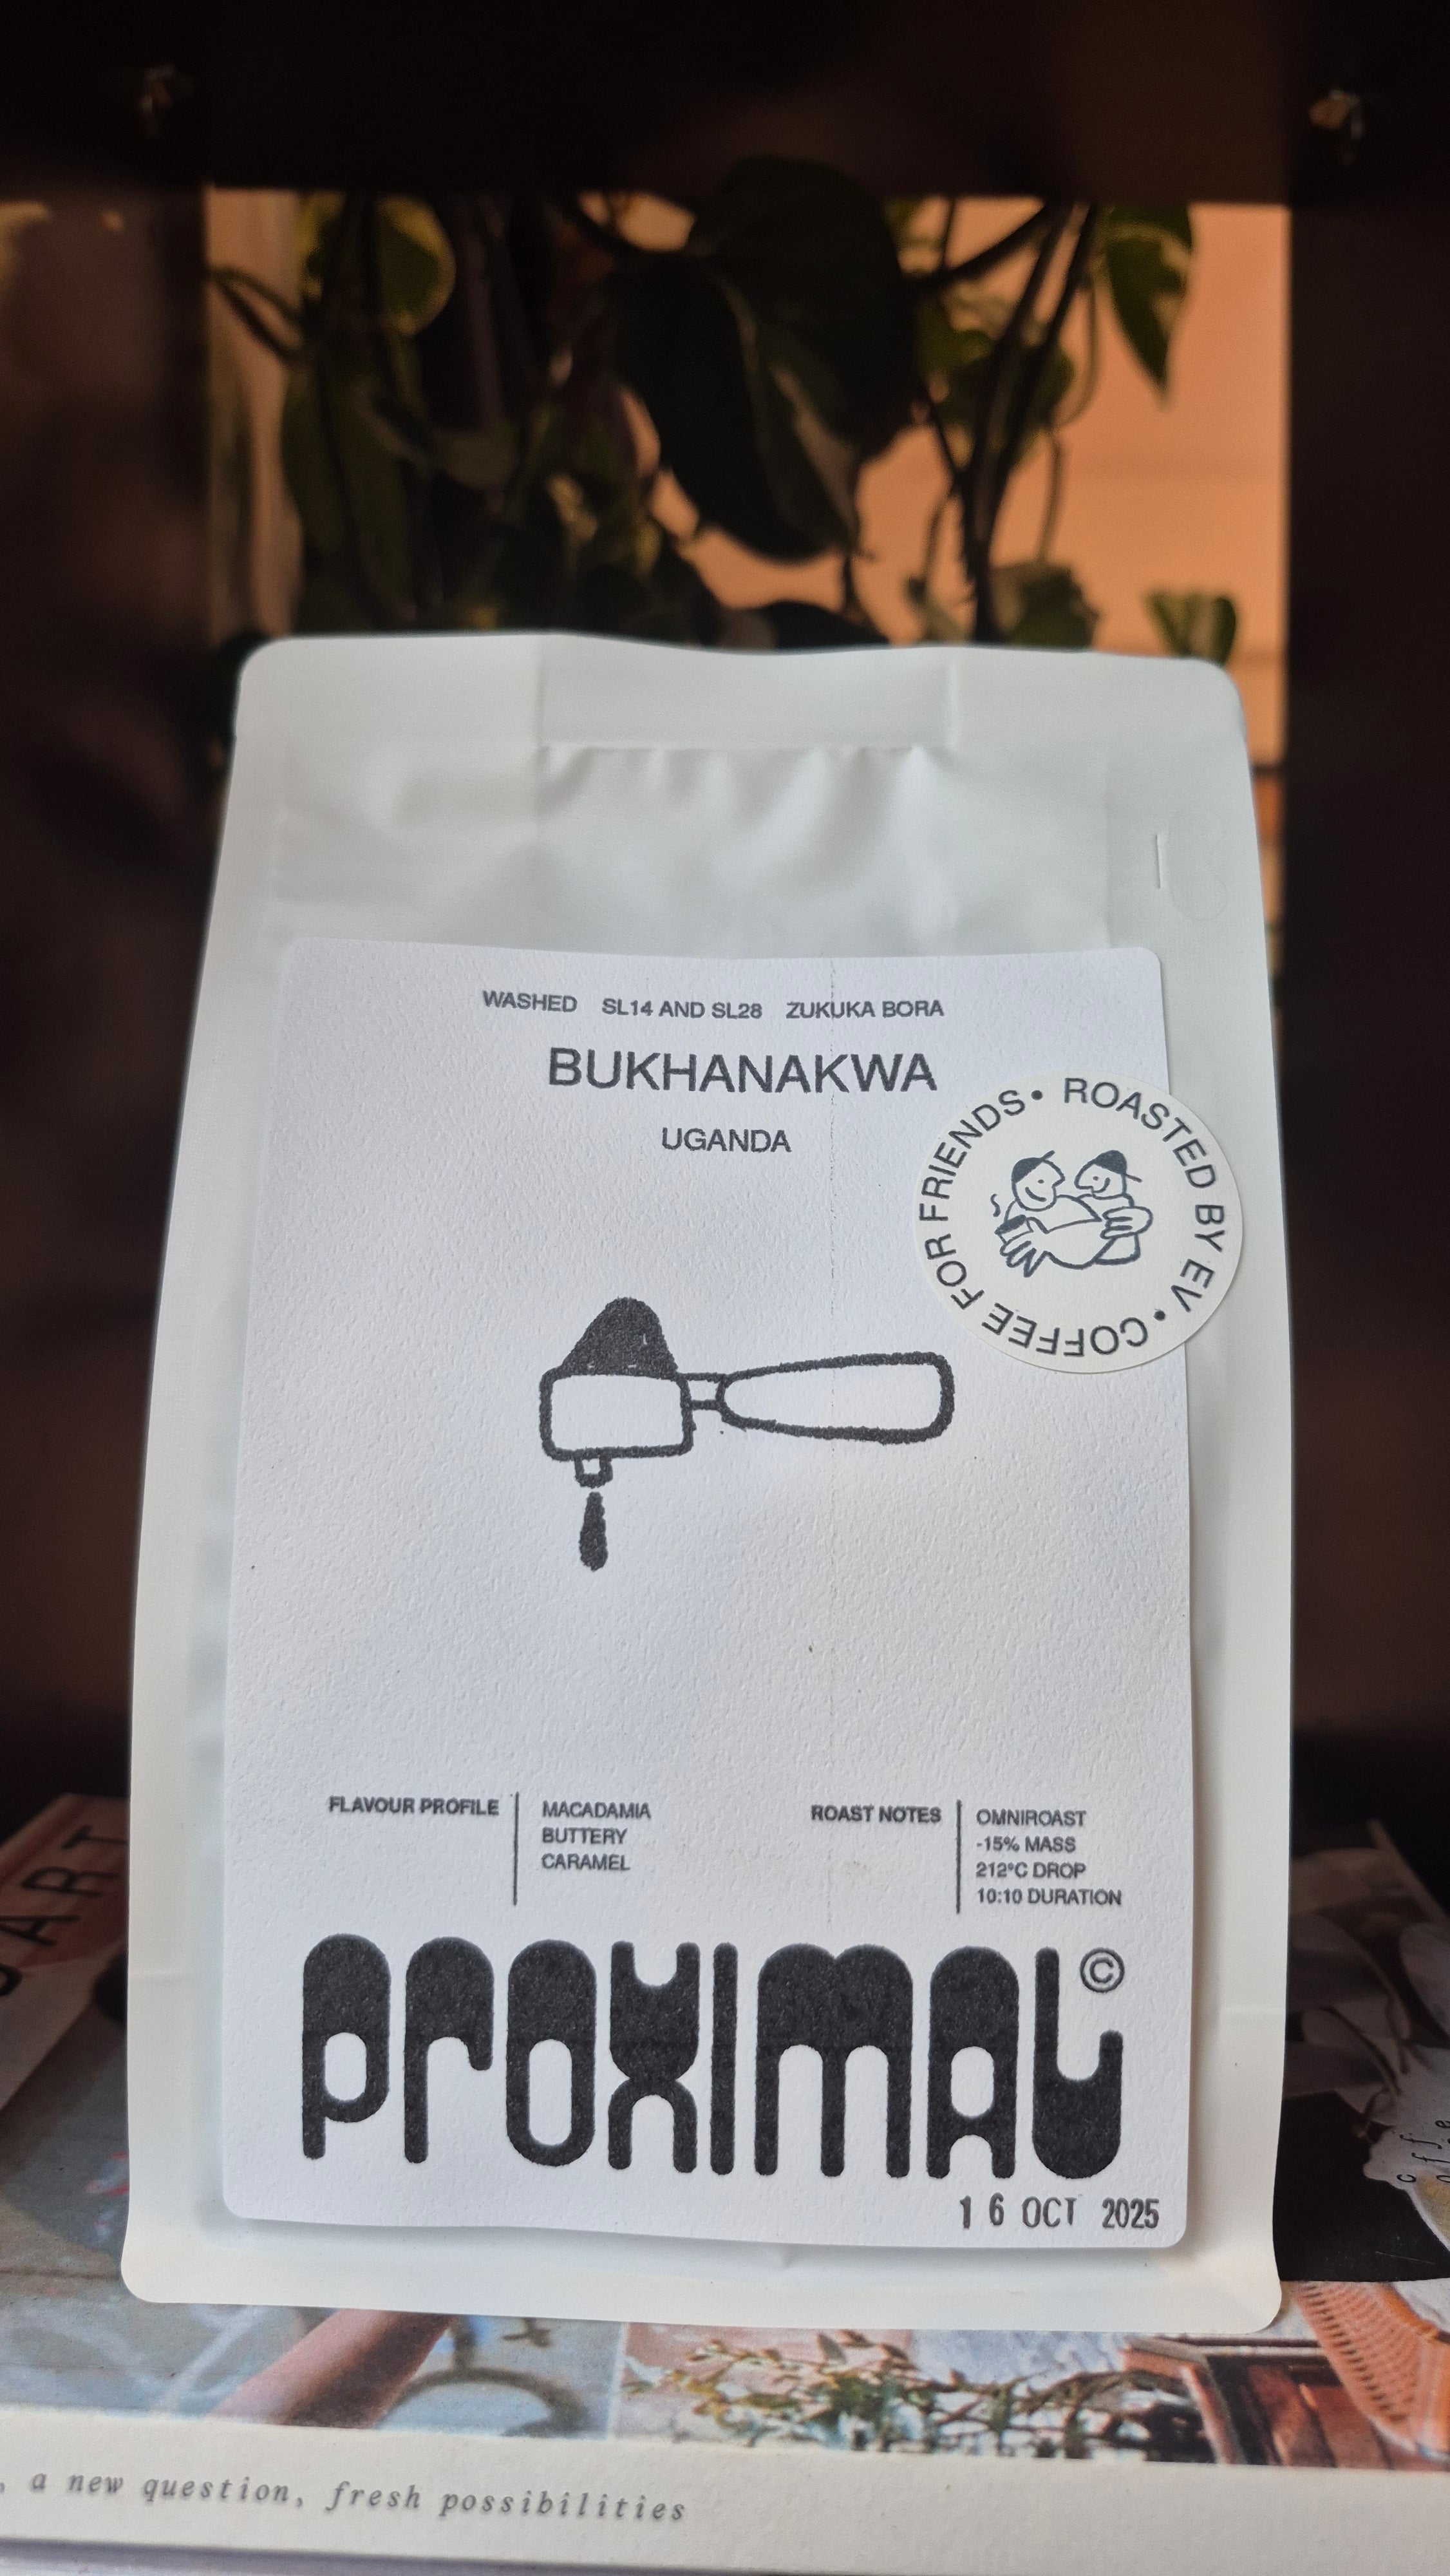 WASHED SL14 AND SL28 ZUKUKA BORA
BUKHANAKWA
UGANDA
ROASTED BY EV • COFFEE FOR FRIENDS •
FLAVOUR PROFILE
MACADAMIA
BUTTERY
CARAMEL
ROAST NOTES
OMNIROAST
-15% MASS
212°C DROP
10:10 DURATION
PROXIMAL©
16 OCT 2025
, a new question, fresh possibilities